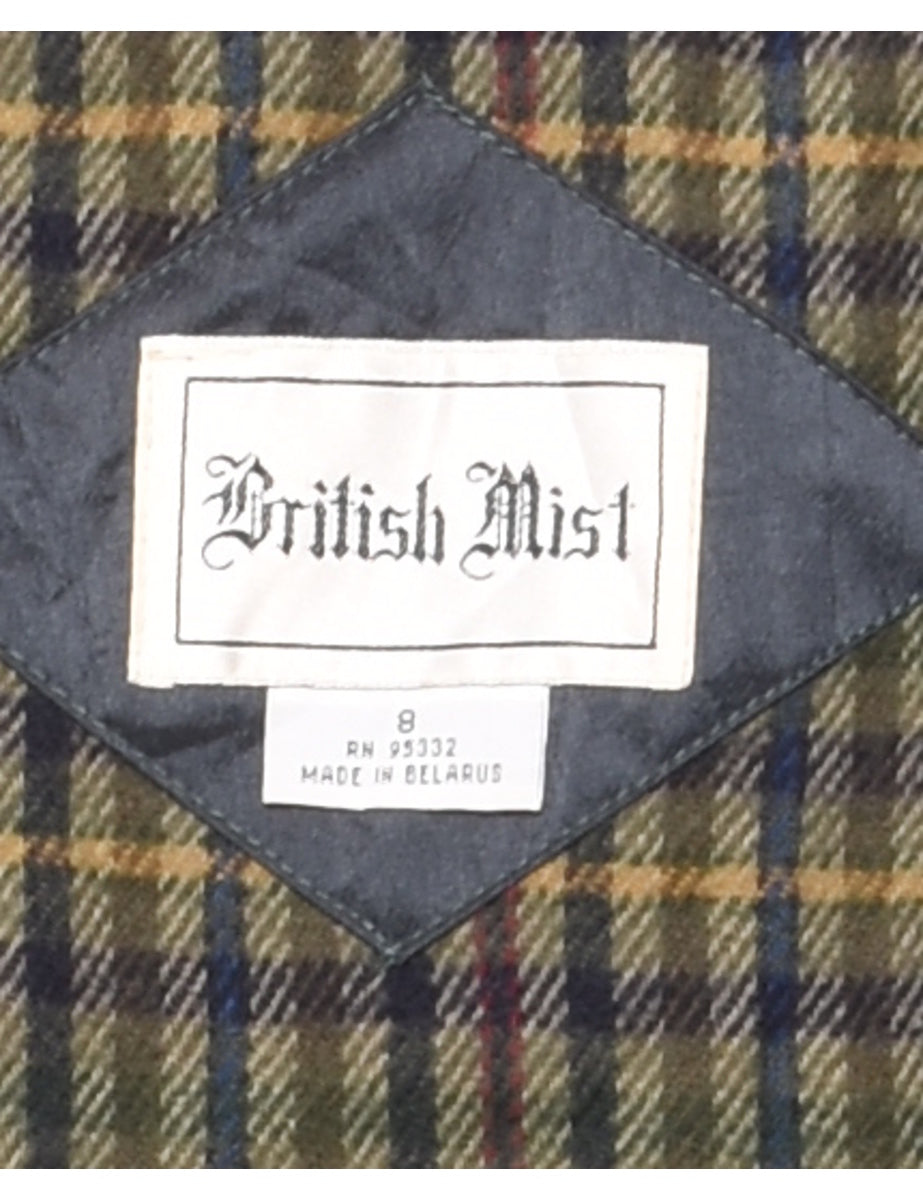 British Mist
8
RN 95332
MADE IN BELARUS